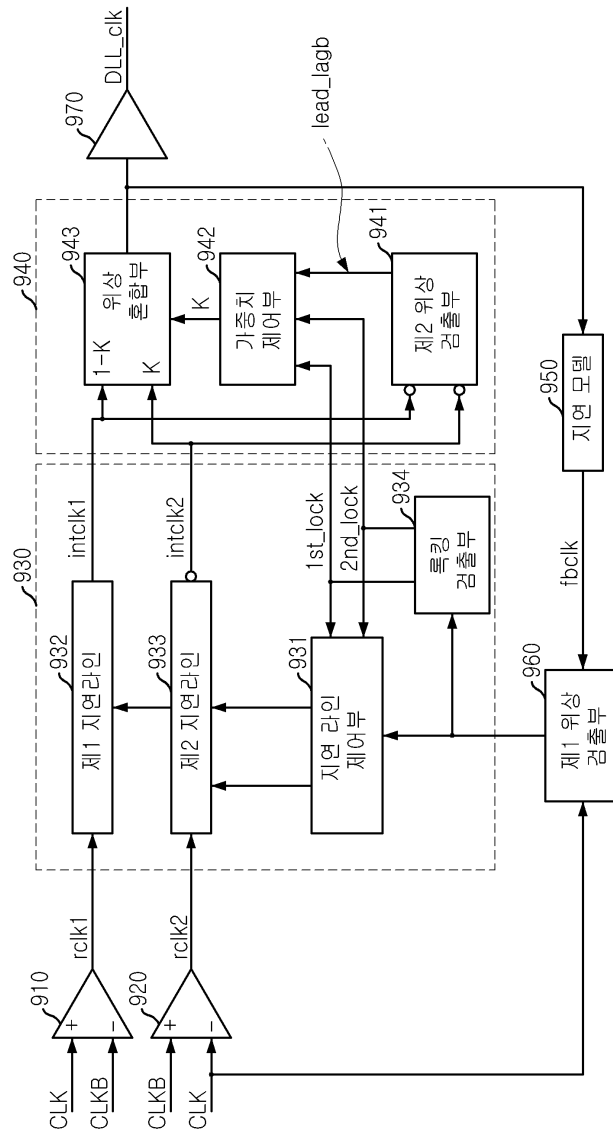 CLK
CLKB
910
+
−
rclk1
CLKB
CLK
920
+
−
rclk2
930
932
제1 지연라인
intclk1
933
제2 지연라인
intclk2
931
지연 라인
제어부
1st_lock
2nd_lock
934
록킹
검출부
940
943
위상
혼합부
1-K
K
942
가중치
제어부
K
941
제2 위상
검출부
lead_lagb
970
DLL_clk
950
지연 모델
fbclk
960
제1 위상
검출부